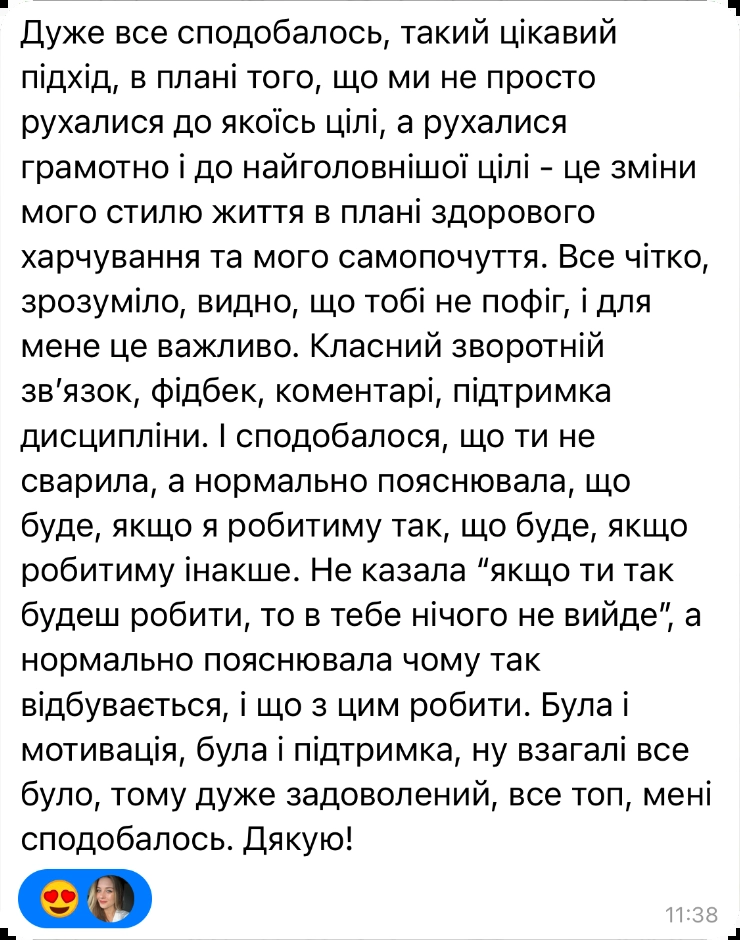 Дуже все сподобалось, такий цікавий
підхід, в плані того, що ми не просто
рухалися до якоїсь цілі, а рухалися
грамотно і до найголовнішої цілі - це зміни
мого стилю життя в плані здорового
харчування та мого самопочуття. Все чітко,
зрозуміло, видно, що тобі не пофіг, і для
мене це важливо. Класний зворотній
зв’язок, фідбек, коментарі, підтримка
дисципліни. І сподобалося, що ти не
сварила, а нормально пояснювала, що
буде, якщо я робитиму так, що буде, якщо
робитиму інакше. Не казала “якщо ти так
будеш робити, то в тебе нічого не вийде”, а
нормально пояснювала чому так
відбувається, і що з цим робити. Була і
мотивація, була і підтримка, ну взагалі все
було, тому дуже задоволений, все топ, мені
сподобалось. Дякую!
11:38